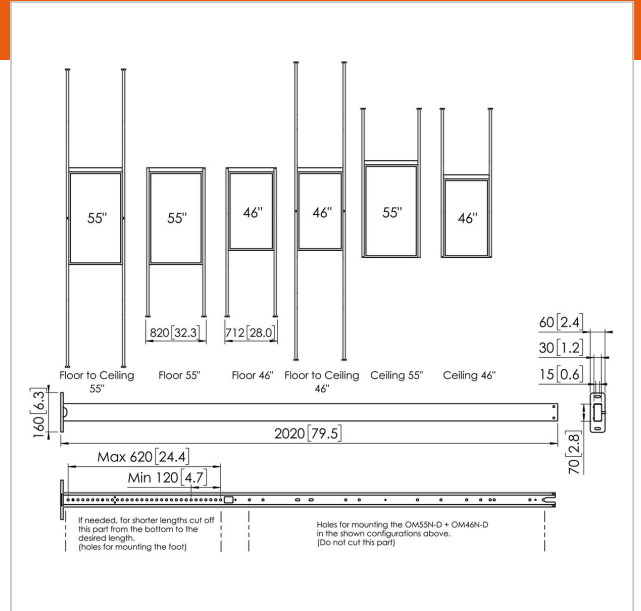 55"
55"
46"
46"
55"
46"
820[32.3]
712[28.0]
Floor to Ceiling
55"
Floor 55"
Floor 46"
Floor to Ceiling
46"
Ceiling 55"
Ceiling 46"
60[2.4]
30[1.2]
15[0.6]
160[6.3]
2020[79.5]
70[2.8]
Max 620[24.4]
Min 120[4.7]
If needed, for shorter lengths cut off
this part from the bottom to the
desired length.
(holes for mounting the foot)
Holes for mounting the OM55N-D + OM46N-D
in the shown configurations above.
(Do not cut this part)